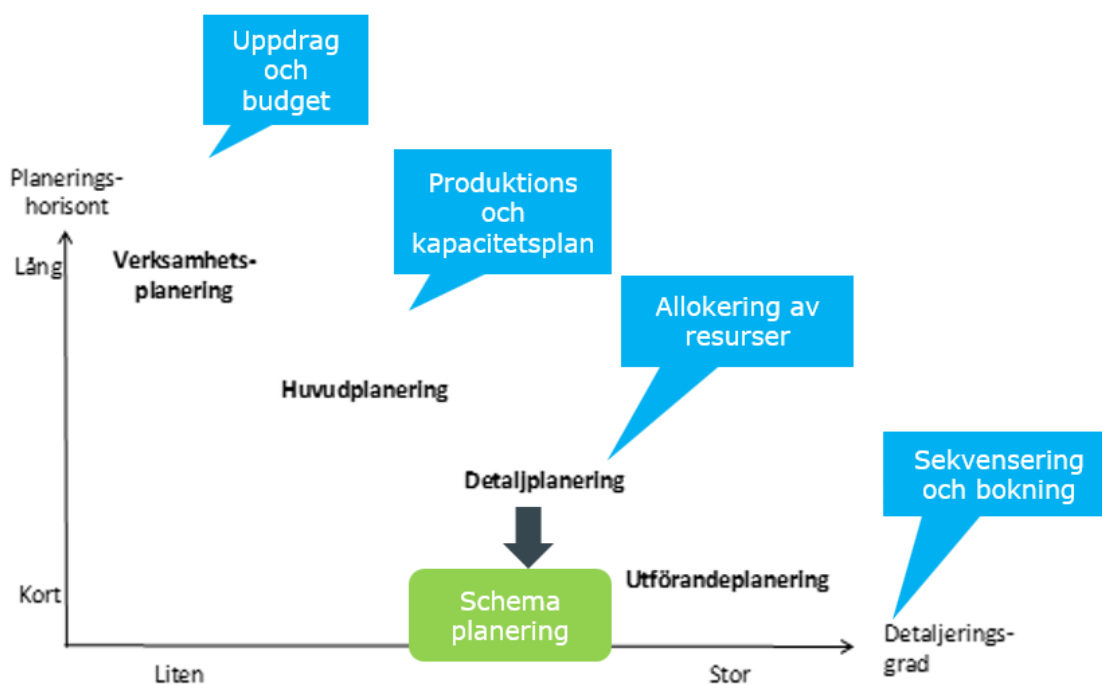 Uppdrag
och
budget
Planerings-
horisont
Produktions
och
kapacitetsplan
Lång
Verksamhets-
planering
Allokering av
resurser
Huvudplanering
Detaljplanering
Sekvensering
och bokning
Utförandeplanering
Kort
Schema
planering
Detaljerings-
grad
Liten
Stor